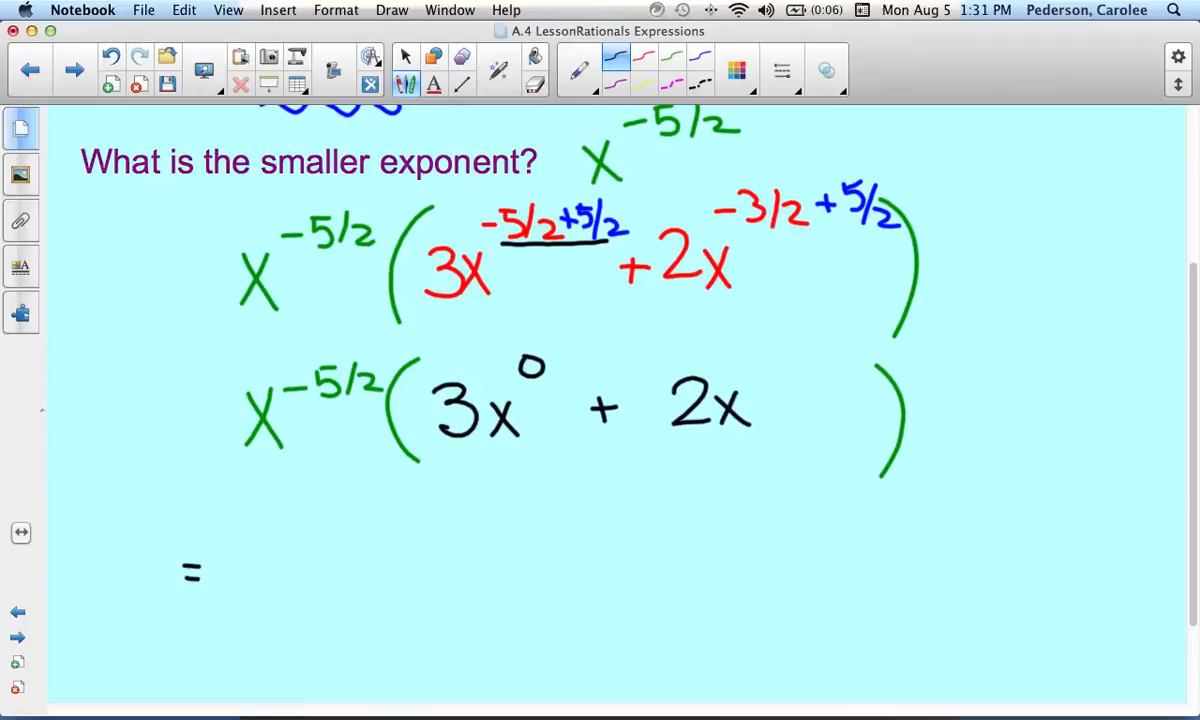 Notebook File Edit View Insert Format Draw Window Help (0:06) Mon Aug 5 1:31 PM Pederson, Carolee
A.4 LessonRationals Expressions
x^-5/2
What is the smaller exponent?
x^-5/2 (3x^-5/2+5/2 + 2x^-3/2+5/2)
x^-5/2 (3x^0 + 2x )
=